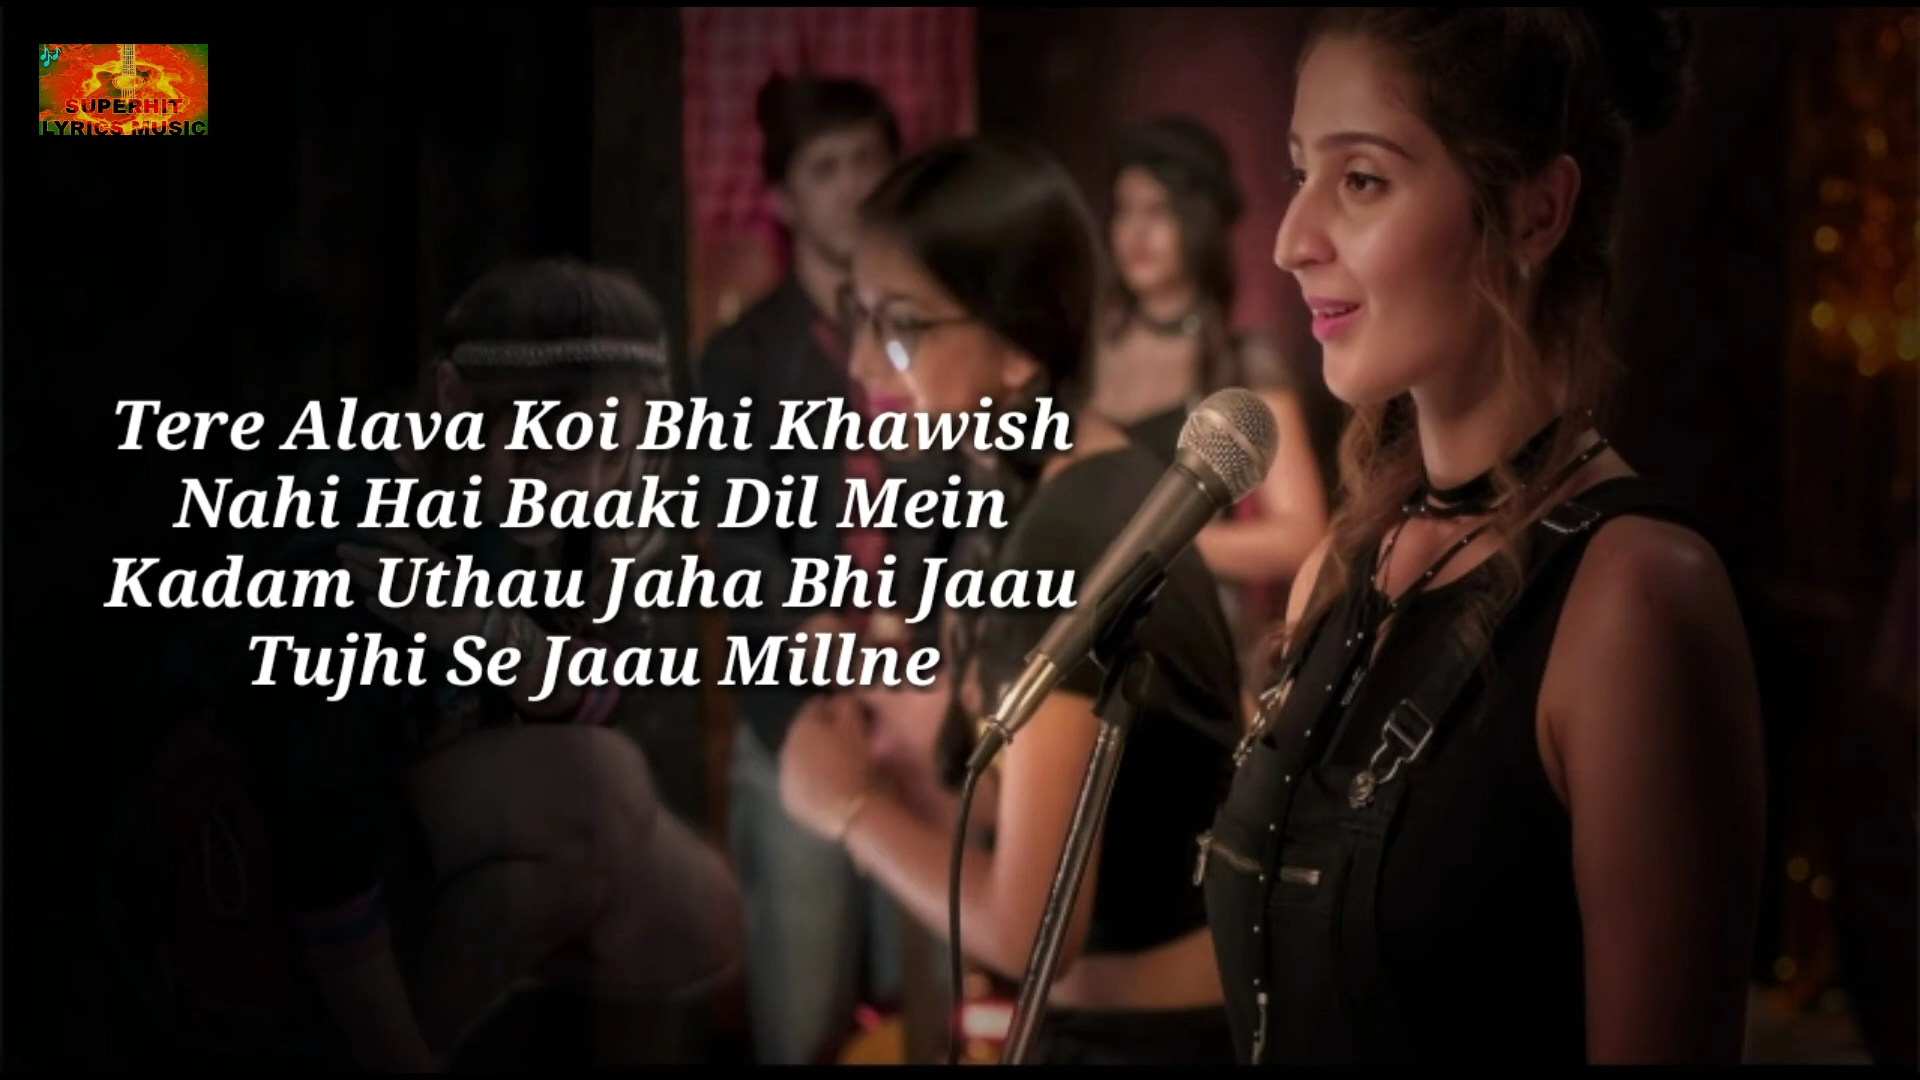 SUPERHIT
LYRICS MUSIC
Tere Alava Koi Bhi Khawish
Nahi Hai Baaki Dil Mein
Kadam Uthau Jaha Bhi Jaau
Tujhi Se Jaau Millne